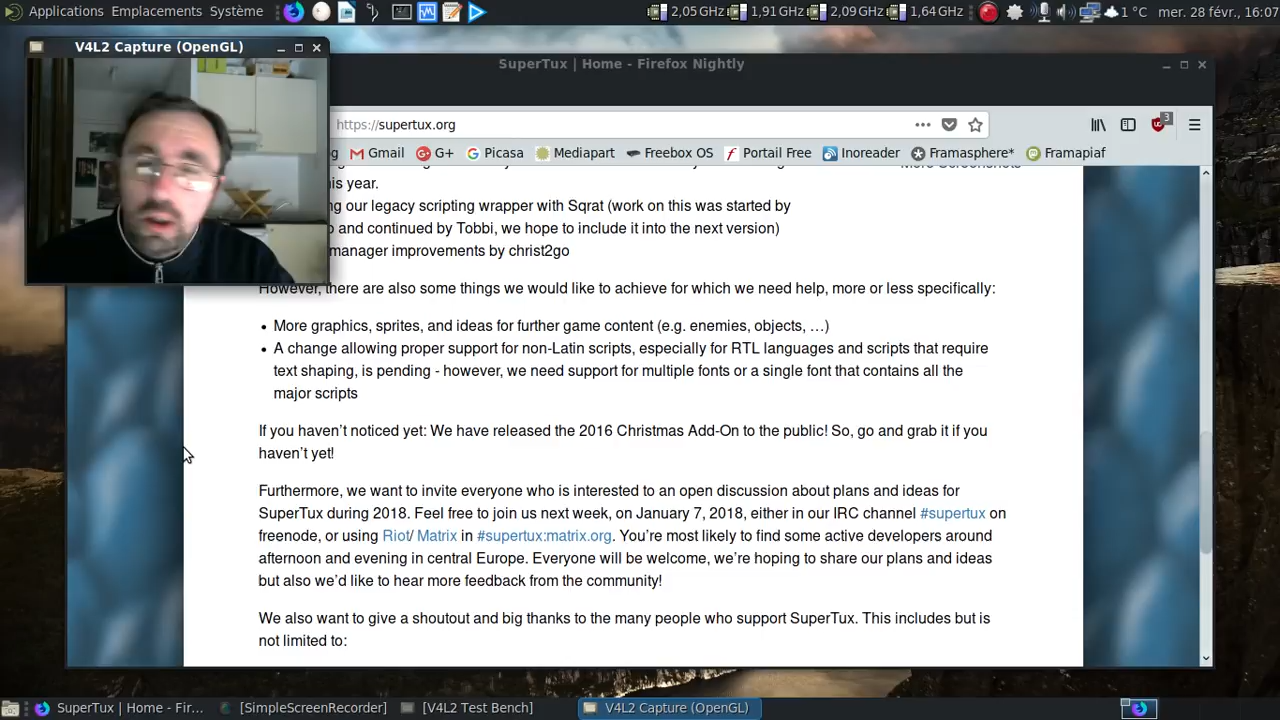 Applications Emplacements Système 2,05 GHz 1,91 GHz 2,09 GHz 1,64 GHz 1 °C mer. 28 févr., 16:07
V4L2 Capture (OpenGL)
SuperTux | Home - Firefox Nightly
https://supertux.org
3
Gmail G+ Picasa Mediapart Freebox OS Portail Free Inoreader Framasphere* Framapiaf
More Screenshots
this year.
our legacy scripting wrapper with Sqrat (work on this was started by
and continued by Tobbi, we hope to include it into the next version)
manager improvements by christ2go
However, there are also some things we would like to achieve for which we need help, more or less specifically:
• More graphics, sprites, and ideas for further game content (e.g. enemies, objects, …)
• A change allowing proper support for non-Latin scripts, especially for RTL languages and scripts that require
text shaping, is pending - however, we need support for multiple fonts or a single font that contains all the
major scripts
If you haven’t noticed yet: We have released the 2016 Christmas Add-On to the public! So, go and grab it if you
haven’t yet!
Furthermore, we want to invite everyone who is interested to an open discussion about plans and ideas for
SuperTux during 2018. Feel free to join us next week, on January 7, 2018, either in our IRC channel #supertux on
freenode, or using Riot/ Matrix in #supertux:matrix.org. You’re most likely to find some active developers around
afternoon and evening in central Europe. Everyone will be welcome, we’re hoping to share our plans and ideas
but also we’d like to hear more feedback from the community!
We also want to give a shoutout and big thanks to the many people who support SuperTux. This includes but is
not limited to:
SuperTux | Home - Fir... [SimpleScreenRecorder] [V4L2 Test Bench] V4L2 Capture (OpenGL)